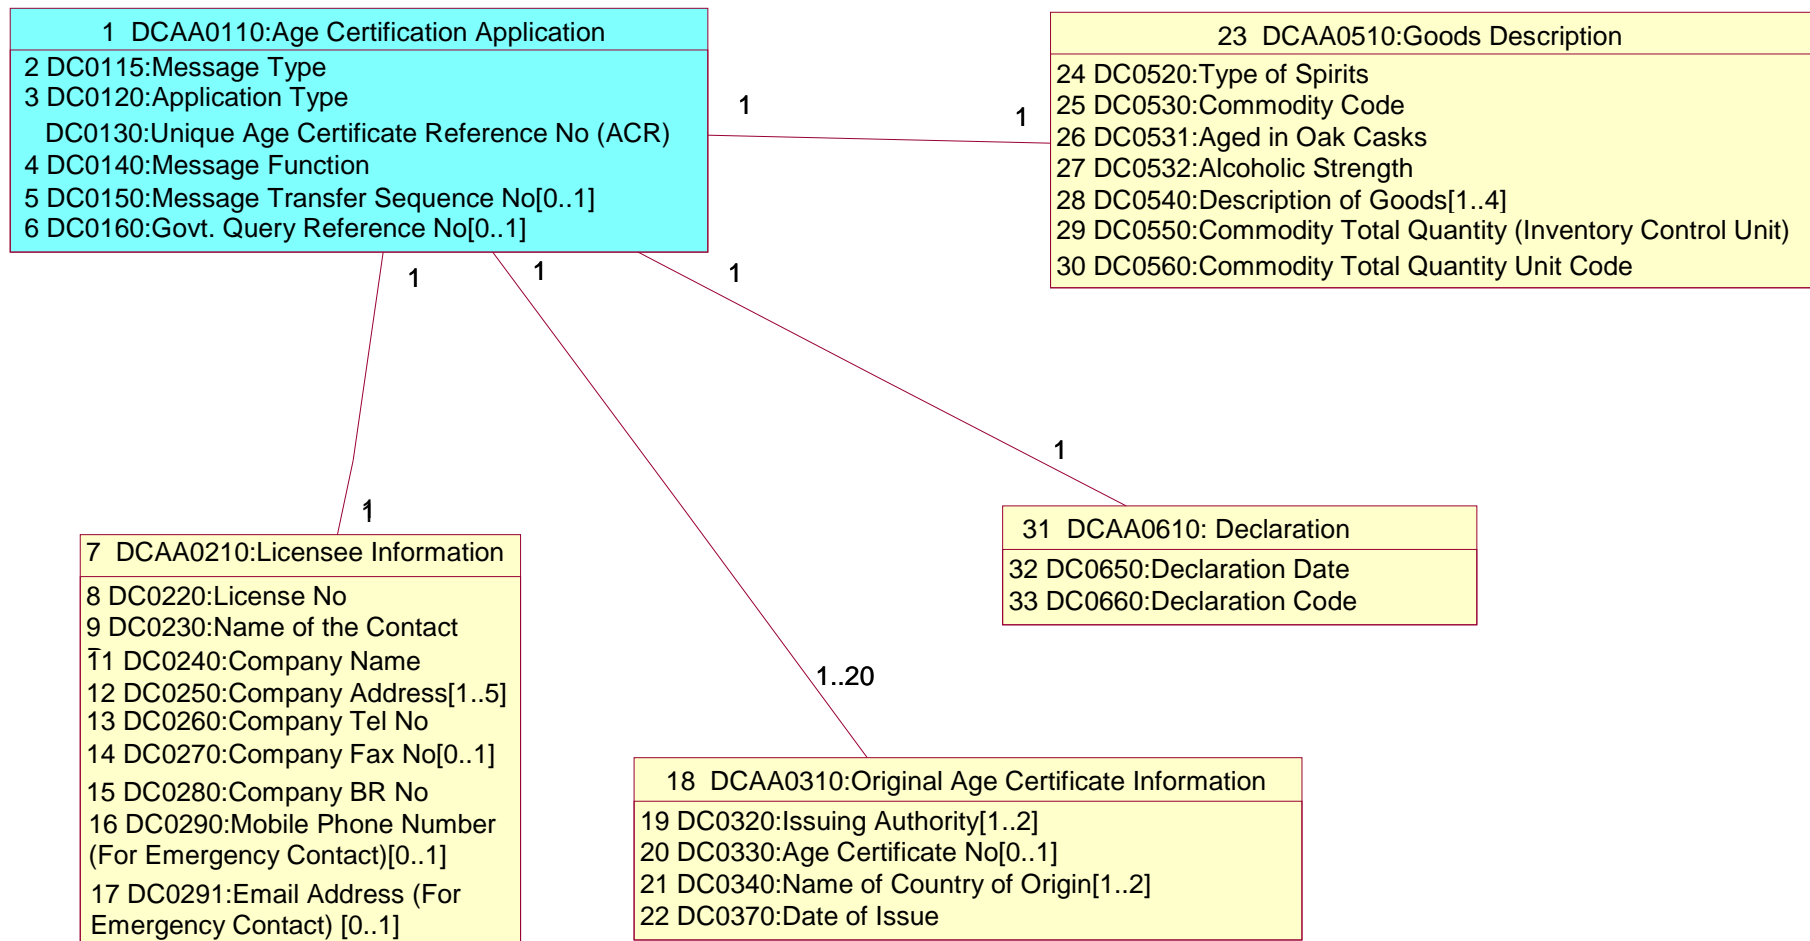 1 DCAA0110:Age Certification Application
2 DC0115:Message Type
3 DC0120:Application Type
DC0130:Unique Age Certificate Reference No (ACR)
4 DC0140:Message Function
5 DC0150:Message Transfer Sequence No[0..1]
6 DC0160:Govt. Query Reference No[0..1]
23 DCAA0510:Goods Description
24 DC0520:Type of Spirits
25 DC0530:Commodity Code
26 DC0531:Aged in Oak Casks
27 DC0532:Alcoholic Strength
28 DC0540:Description of Goods[1..4]
29 DC0550:Commodity Total Quantity (Inventory Control Unit)
30 DC0560:Commodity Total Quantity Unit Code
1
1
1
1
1
1
1
1..20
7 DCAA0210:Licensee Information
8 DC0220:License No
9 DC0230:Name of the Contact
11 DC0240:Company Name
12 DC0250:Company Address[1..5]
13 DC0260:Company Tel No
14 DC0270:Company Fax No[0..1]
15 DC0280:Company BR No
16 DC0290:Mobile Phone Number
(For Emergency Contact)[0..1]
17 DC0291:Email Address (For
Emergency Contact) [0..1]
31 DCAA0610: Declaration
32 DC0650:Declaration Date
33 DC0660:Declaration Code
18 DCAA0310:Original Age Certificate Information
19 DC0320:Issuing Authority[1..2]
20 DC0330:Age Certificate No[0..1]
21 DC0340:Name of Country of Origin[1..2]
22 DC0370:Date of Issue